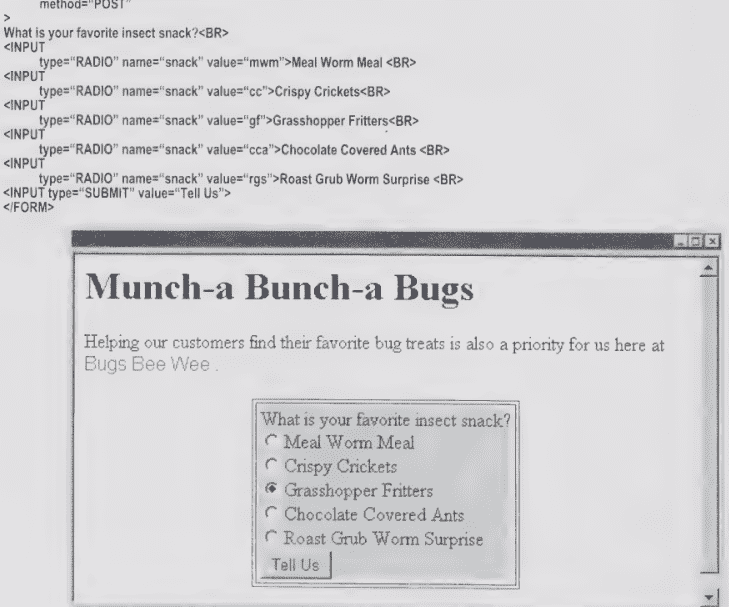 method="POST"
>
What is your favorite insect snack?<BR>
<INPUT
type="RADIO" name="snack" value="mwm">Meal Worm Meal <BR>
<INPUT
type="RADIO" name="snack" value="cc">Crispy Crickets<BR>
<INPUT
type="RADIO" name="snack" value="gf">Grasshopper Fritters<BR>
<INPUT
type="RADIO" name="snack" value="cca">Chocolate Covered Ants <BR>
<INPUT
type="RADIO" name="snack" value="rgs">Roast Grub Worm Surprise <BR>
<INPUT type="SUBMIT" value="Tell Us">
</FORM>
Munch-a Bunch-a Bugs
Helping our customers find their favorite bug treats is also a priority for us here at
Bugs Bee Wee .
What is your favorite insect snack?
Meal Worm Meal
Crispy Crickets
Grasshopper Fritters
Chocolate Covered Ants
Roast Grub Worm Surprise
Tell Us